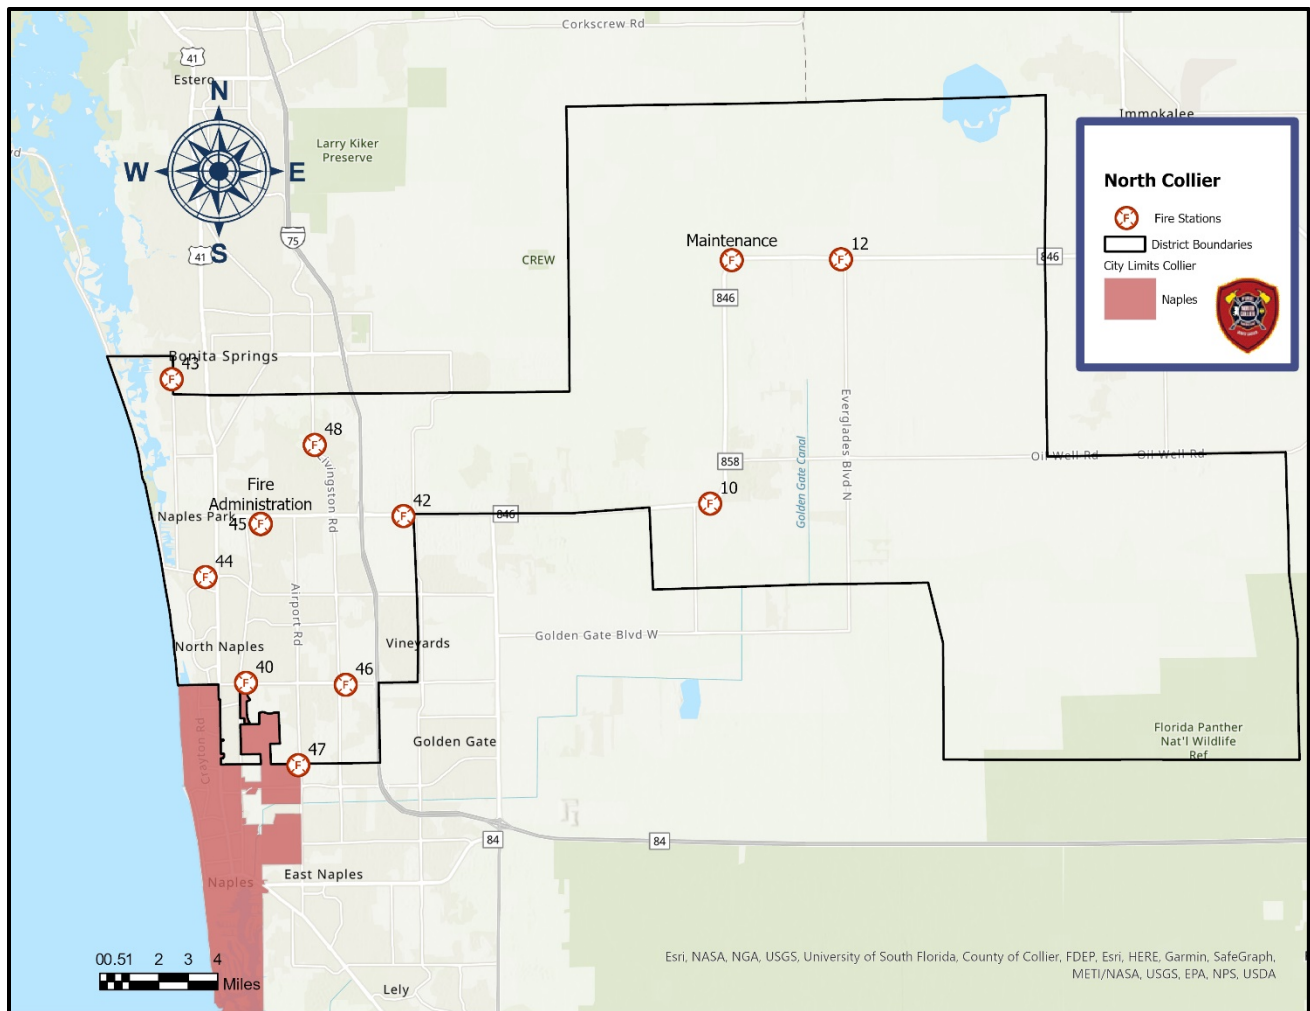 Corkscrew Rd
41
Estero
N
Larry Kiker
Preserve
W
E
S
41
75
Immokalee
North Collier
F Fire Stations
District Boundaries
City Limits Collier
Naples
CREW
Maintenance
F
12
F
846
846
Bonita Springs
43
F
48
F
Livingston Rd
Everglades Blvd N
Golden Gate Canal
858
Oil Well Rd
Oil Well Rd
10
F
Fire
Administration
42
F
846
Naples Park
45
F
44
F
Airport Rd
North Naples
Vineyards
Golden Gate Blvd W
40
F
46
F
Crayton Rd
47
F
Golden Gate
Florida Panther
Nat'l Wildlife
Ref
84
84
Naples
East Naples
00.51 2 3 4
Miles
Lely
Esri, NASA, NGA, USGS, University of South Florida, County of Collier, FDEP, Esri, HERE, Garmin, SafeGraph,
METI/NASA, USGS, EPA, NPS, USDA